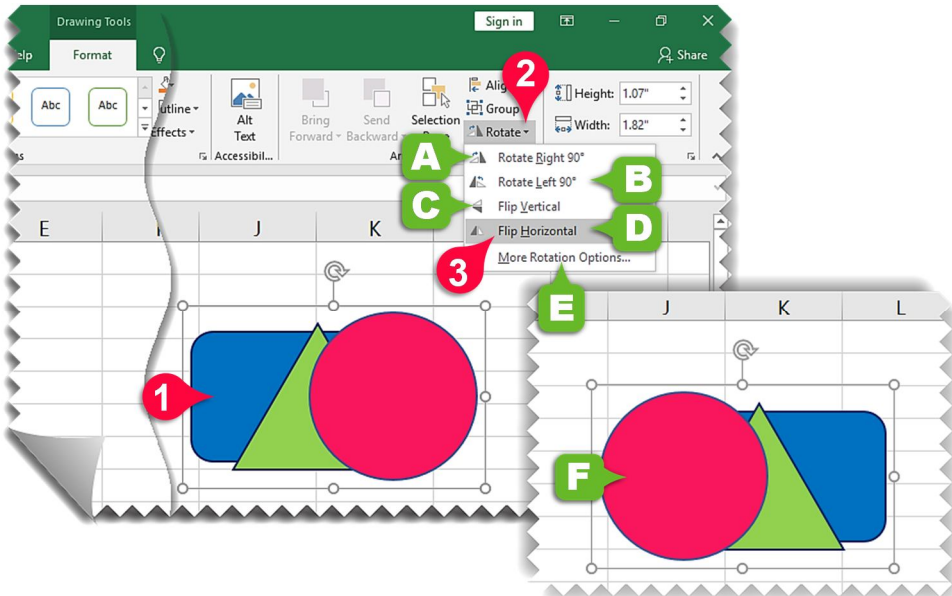 Drawing Tools
Sign in
elp
Format
Share
Abc
Abc
utline
Effects
Alt
Text
Bring
Forward
Send
Backward
Selection
Alig
Group
Rotate
2
Height: 1.07"
Width: 1.82"
Accessibil...
Ar
A
Rotate Right 90°
Rotate Left 90°
B
C
Flip Vertical
Flip Horizontal
D
3
More Rotation Options...
E
E
J
K
1
J
K
L
F